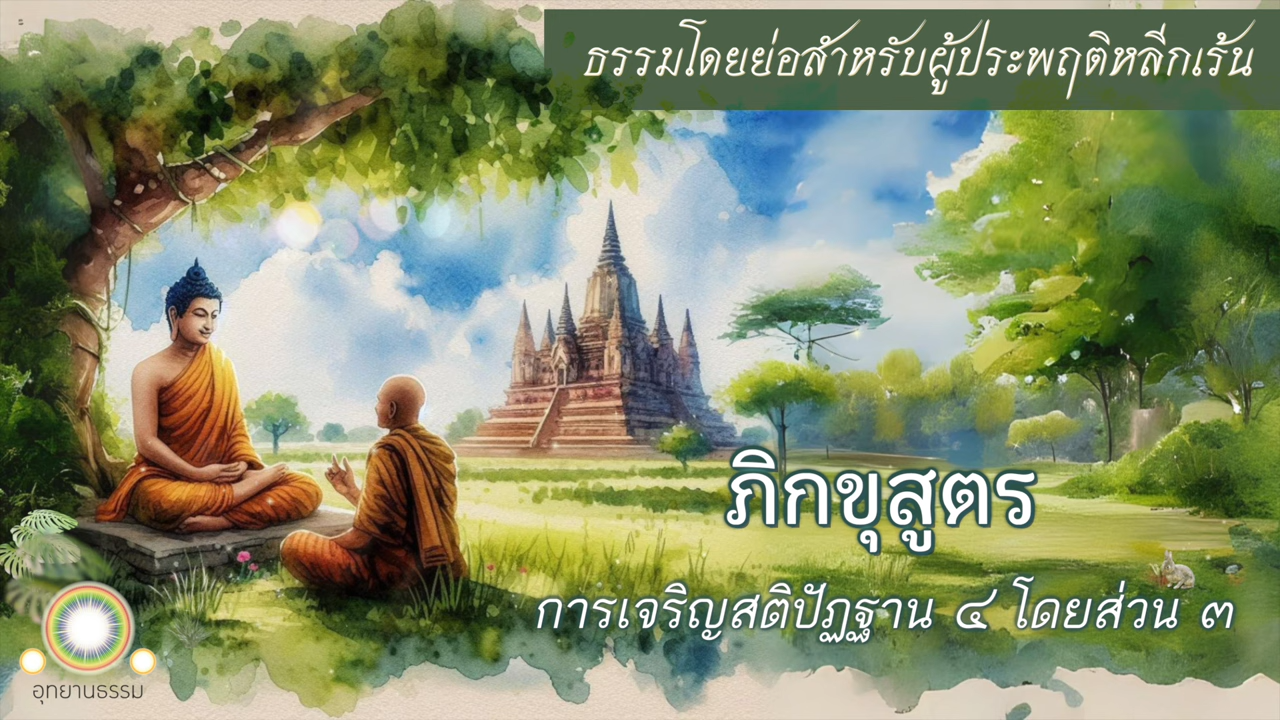 ธรรมโดยย่อสำหรับผู้ประพฤติหลีกเร้น
ภิกขุสูตร
การเจริญสติปัฏฐาน ๔ โดยส่วน ๓
อุทยานธรรม